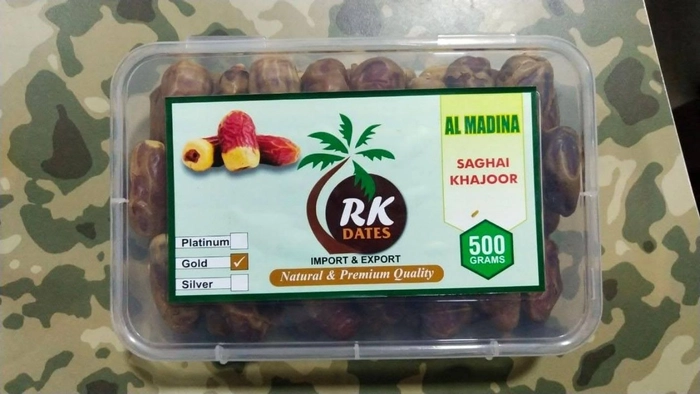 AL MADINA
SAGHAI
KHAJOOR
500
GRAMS
RK
DATES
IMPORT & EXPORT
Natural & Premium Quality
Platinum
Gold
Silver